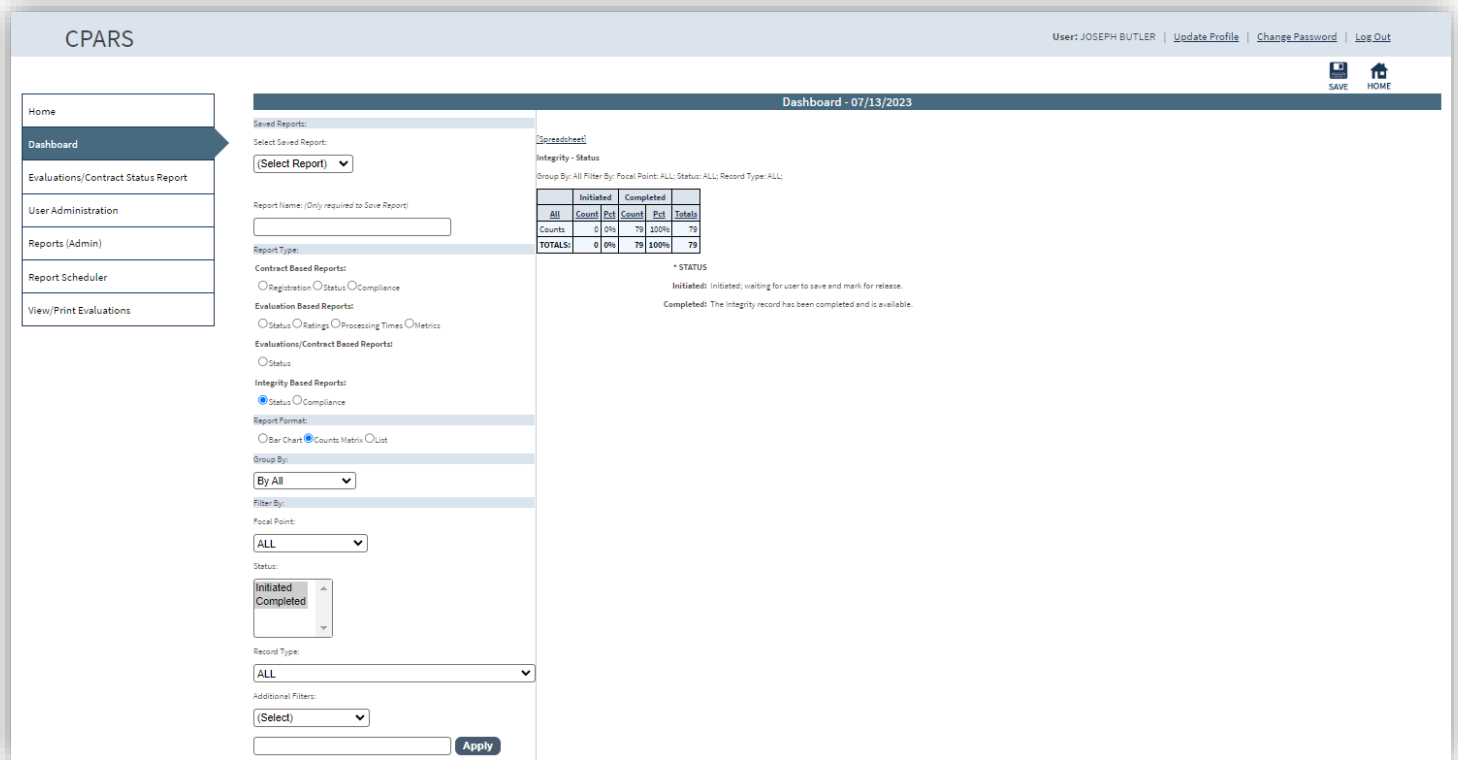 CPARS
User: JOSEPH BUTLER | Update Profile | Change Password | Log Out
SAVE HOME
Home
Dashboard
Evaluations/Contract Status Report
User Administration
Reports (Admin)
Report Scheduler
View/Print Evaluations
Dashboard - 07/13/2023
Saved Reports:
Select Saved Report:
(Select Report)
Report Name: (Only required to Save Report)
Report Type:
Contract Based Reports:
Registration Status Compliance
Evaluation Based Reports:
Status Ratings Processing Times Metrics
Evaluations/Contract Based Reports:
Status
Integrity Based Reports:
Status Compliance
Report Format:
Bar Chart Counts Matrix List
Group By:
By All
Filter By:
Focal Point:
ALL
Status:
Initiated
Completed
Record Type:
ALL
Additional Filters:
(Select)
Apply
[Spreadsheet]
Integrity - Status
Group By: All Filter By: Focal Point: ALL; Status: ALL; Record Type: ALL;
Initiated Completed
All Count Pct Count Pct Totals
Counts 0 0% 79 100% 79
TOTALS: 0 0% 79 100% 79
* STATUS
Initiated: Initiated; waiting for user to save and mark for release.
Completed: The Integrity record has been completed and is available.